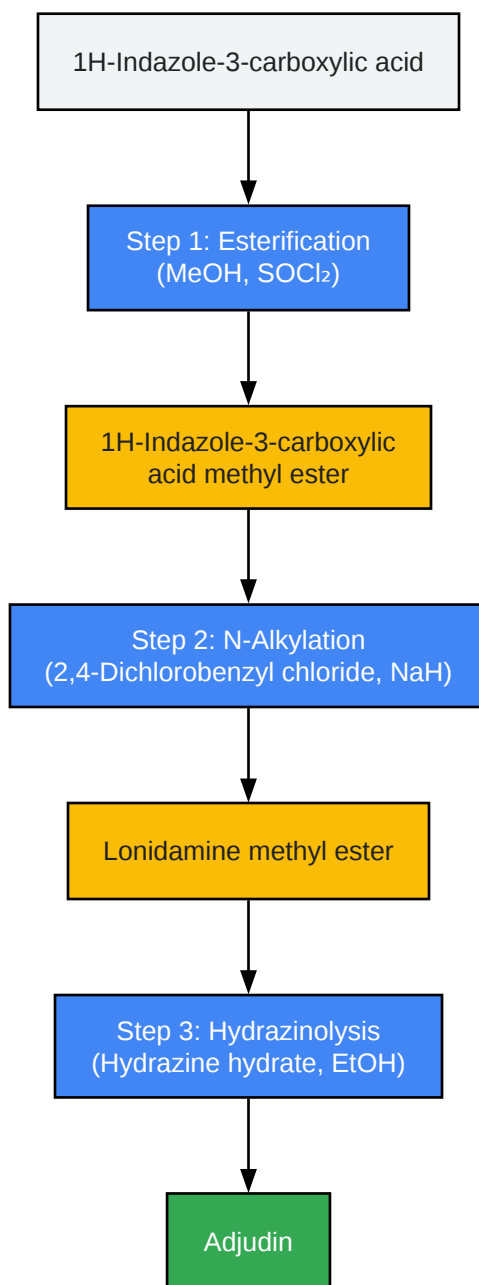 1H-Indazole-3-carboxylic acid
Step 1: Esterification
(MeOH, SOCl₂)
1H-Indazole-3-carboxylic
acid methyl ester
Step 2: N-Alkylation
(2,4-Dichlorobenzyl chloride, NaH)
Lonidamine methyl ester
Step 3: Hydrazinolysis
(Hydrazine hydrate, EtOH)
Adjudin